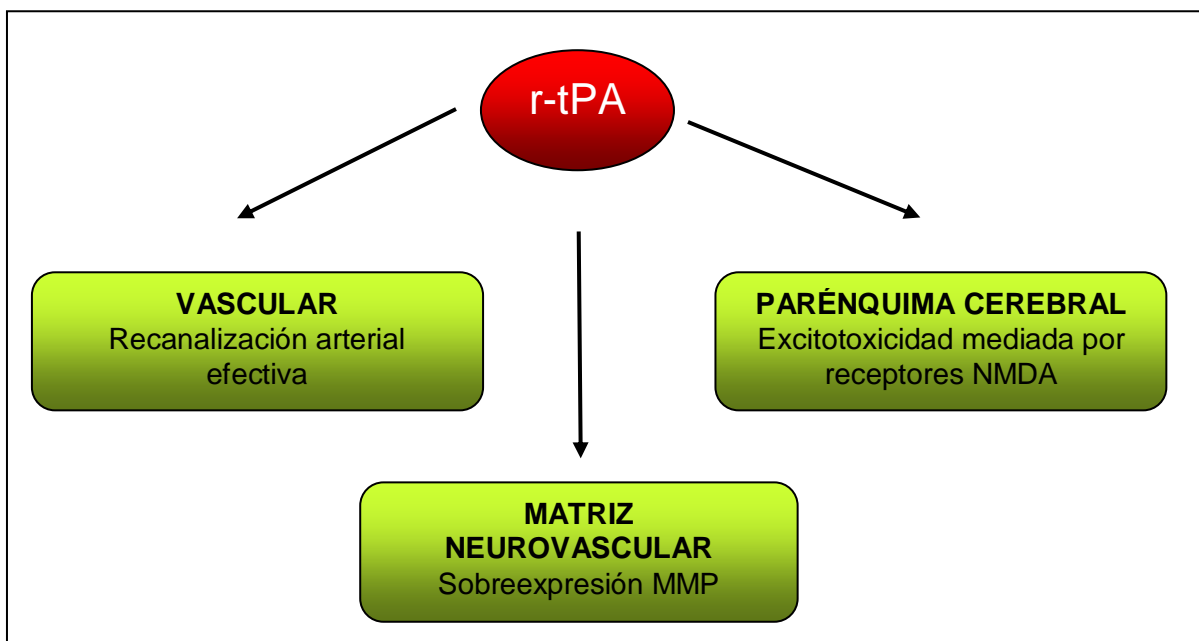 r-tPA
VASCULAR
Recanalización arterial
efectiva
PARÉNQUIMA CEREBRAL
Excitotoxicidad mediada por
receptores NMDA
MATRIZ
NEUROVASCULAR
Sobreexpresión MMP